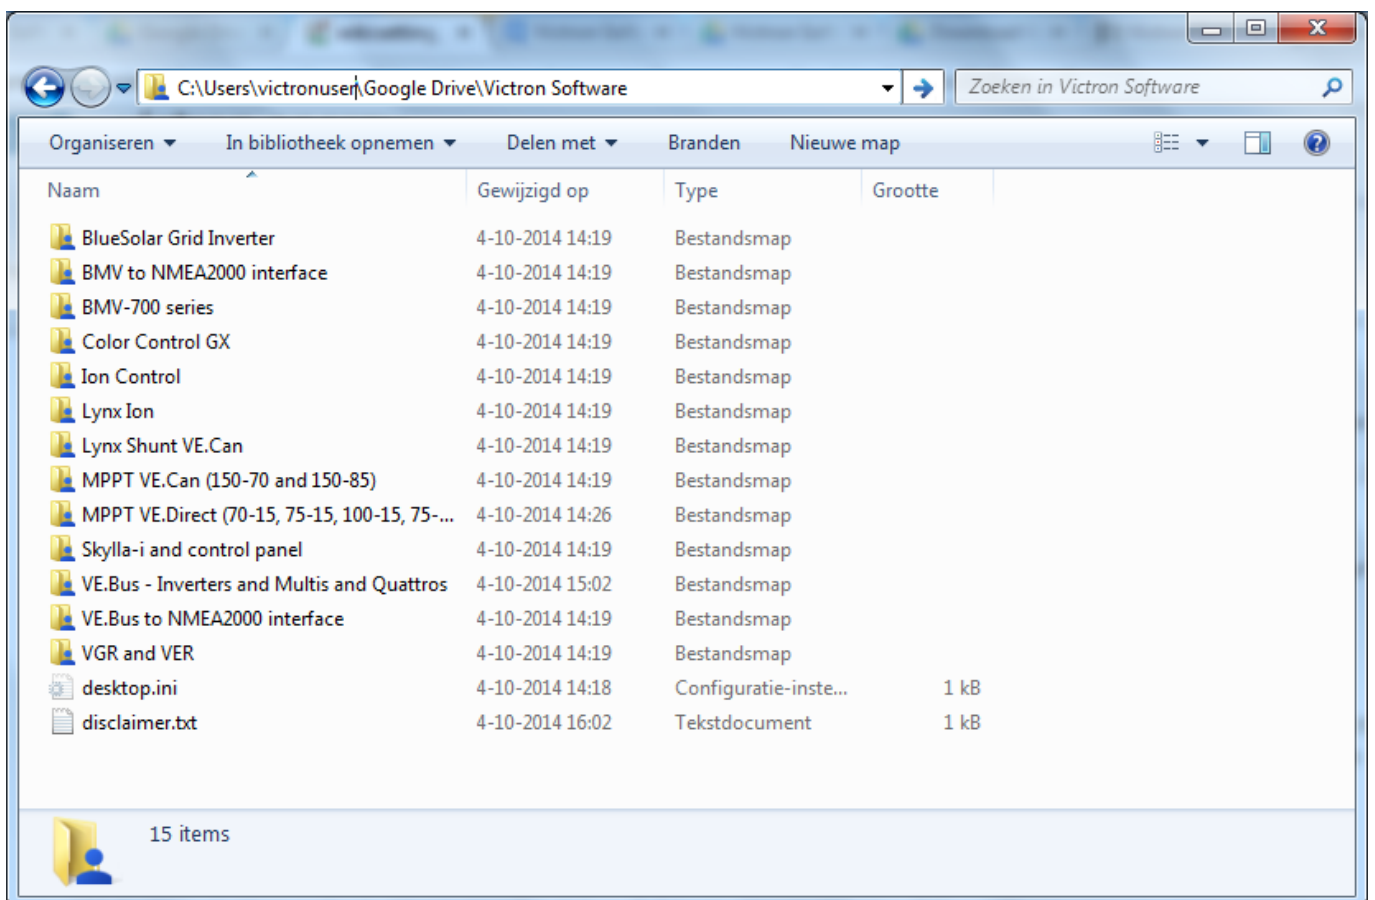 C:\Users\victronuser\Google Drive\Victron Software
Zoeken in Victron Software
Organiseren In bibliotheek opnemen Delen met Branden Nieuwe map
Naam Gewijzigd op Type Grootte
BlueSolar Grid Inverter 4-10-2014 14:19 Bestandsmap
BMV to NMEA2000 interface 4-10-2014 14:19 Bestandsmap
BMV-700 series 4-10-2014 14:19 Bestandsmap
Color Control GX 4-10-2014 14:19 Bestandsmap
Ion Control 4-10-2014 14:19 Bestandsmap
Lynx Ion 4-10-2014 14:19 Bestandsmap
Lynx Shunt VE.Can 4-10-2014 14:19 Bestandsmap
MPPT VE.Can (150-70 and 150-85) 4-10-2014 14:19 Bestandsmap
MPPT VE.Direct (70-15, 75-15, 100-15, 75-... 4-10-2014 14:26 Bestandsmap
Skylla-i and control panel 4-10-2014 14:19 Bestandsmap
VE.Bus - Inverters and Multis and Quattros 4-10-2014 15:02 Bestandsmap
VE.Bus to NMEA2000 interface 4-10-2014 14:19 Bestandsmap
VGR and VER 4-10-2014 14:19 Bestandsmap
desktop.ini 4-10-2014 14:18 Configuratie-inste... 1 kB
disclaimer.txt 4-10-2014 16:02 Tekstdocument 1 kB
15 items